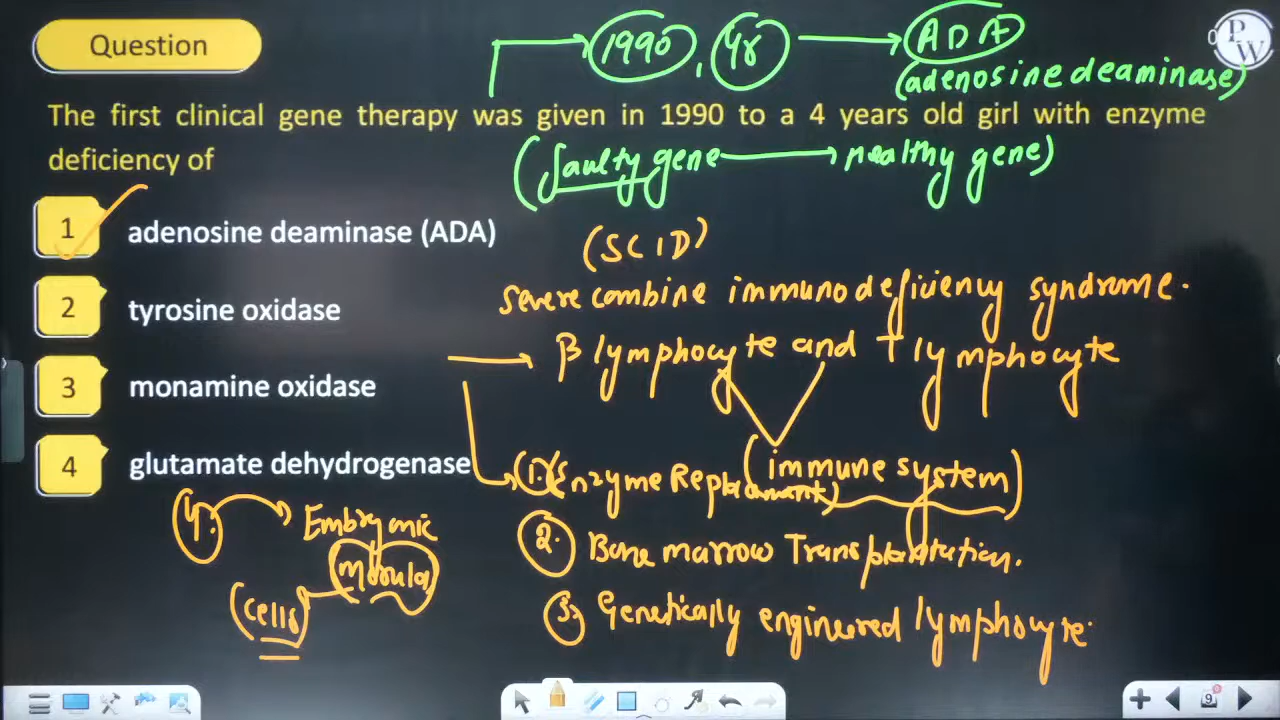 Question
1990, 4r → ADA
(adenosine deaminase)
PW
The first clinical gene therapy was given in 1990 to a 4 years old girl with enzyme
deficiency of
(faulty gene → healthy gene)
1 adenosine deaminase (ADA)
2 tyrosine oxidase
3 monamine oxidase
4 glutamate dehydrogenase
(SCID)
severe combine immunodeficiency syndrome.
→ β lymphocyte and T lymphocyte
(immune system)
(1.) Enzyme Replacement
2. Bone marrow Transplantation.
3. Genetically engineered lymphocyte.
4. → Embryonic
morula
(cells)
9